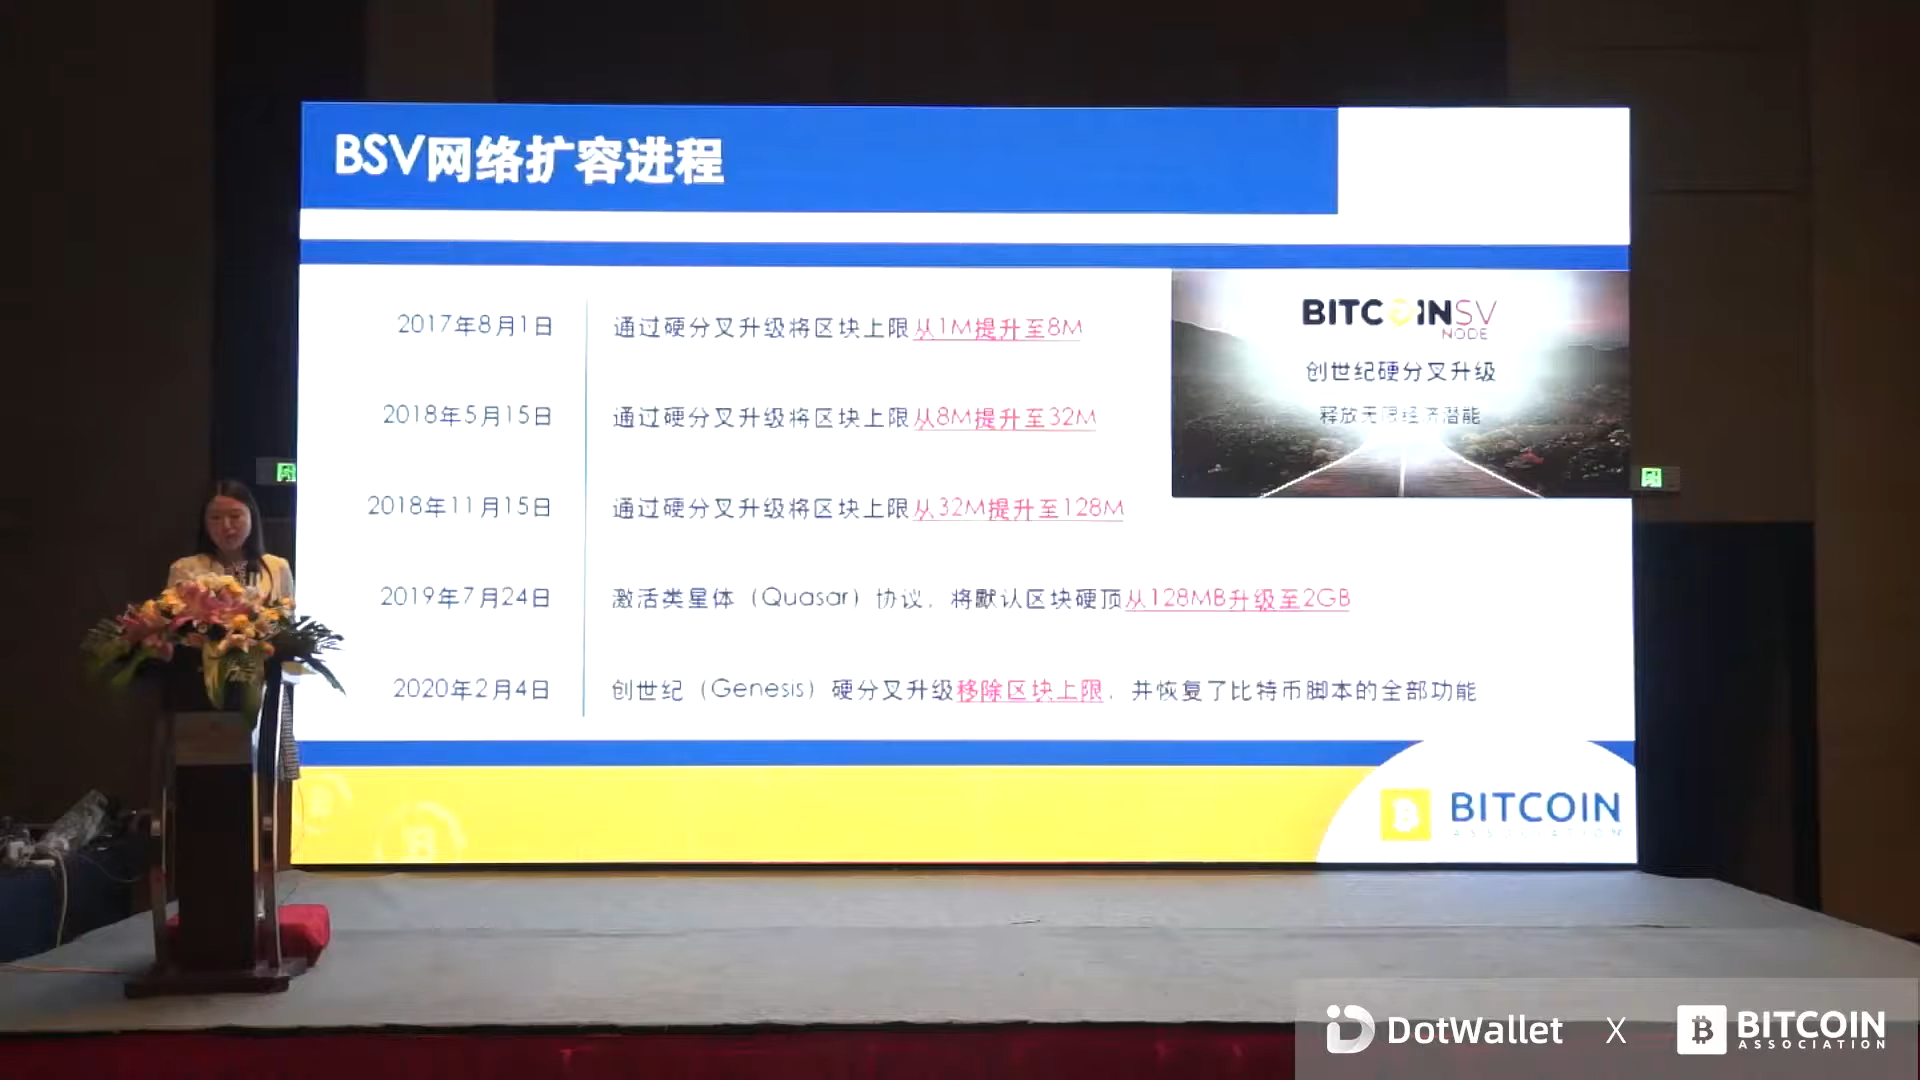 BSV网络扩容进程
2017年8月1日 通过硬分叉升级将区块上限从1M提升至8M
2018年5月15日 通过硬分叉升级将区块上限从8M提升至32M
2018年11月15日 通过硬分叉升级将区块上限从32M提升至128M
2019年7月24日 激活类星体（Quasar）协议，将默认区块硬顶从128MB升级至2GB
2020年2月4日 创世纪（Genesis）硬分叉升级移除区块上限，并恢复了比特币脚本的全部功能
BITCOINSV
NODE
创世纪硬分叉升级
释放无限经济潜能
BITCOIN
ASSOCIATION
DotWallet X BITCOIN
ASSOCIATION